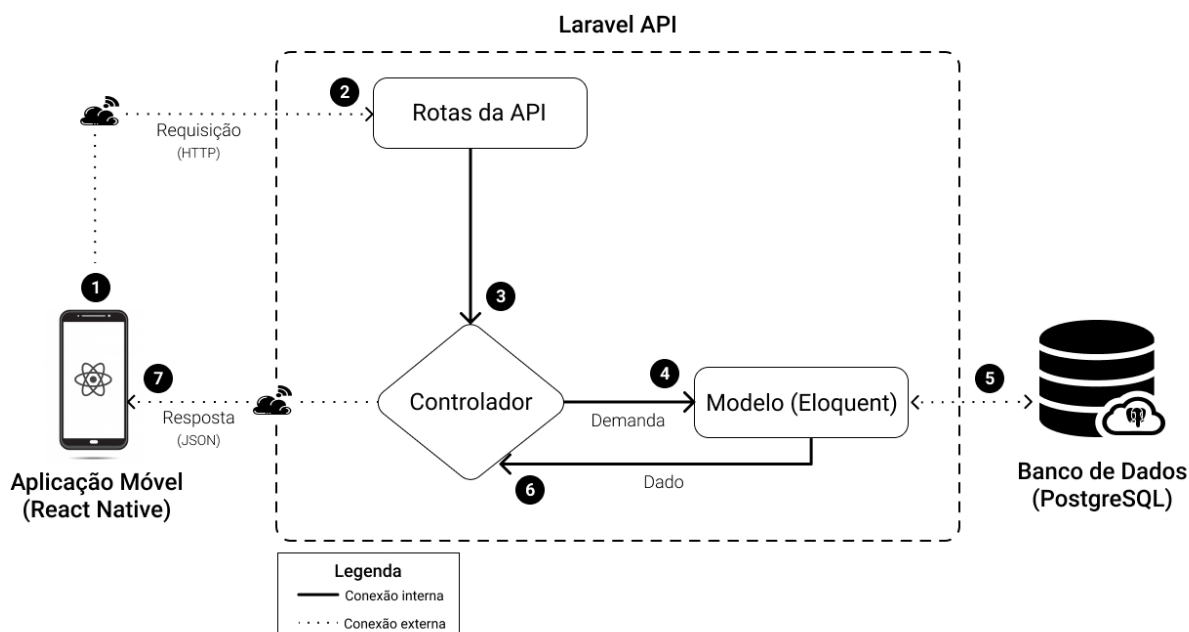 Laravel API
2
Rotas da API
Requisição
(HTTP)
1
3
7
Resposta
(JSON)
Controlador
4
Demanda
Modelo (Eloquent)
5
6
Dado
Aplicação Móvel
(React Native)
Banco de Dados
(PostgreSQL)
Legenda
Conexão interna
Conexão externa